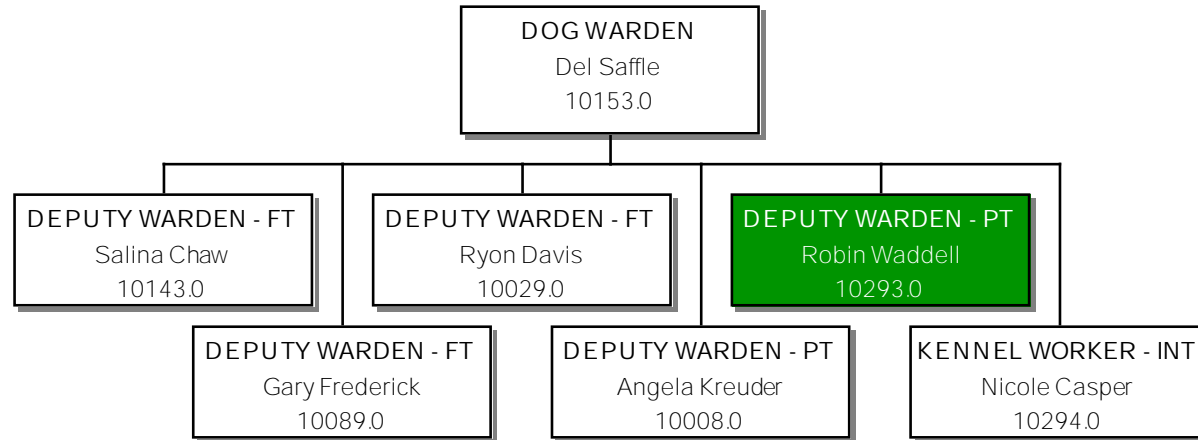 DOG WARDEN
Del Saffle
10153.0
DEPUTY WARDEN - FT
Salina Chaw
10143.0
DEPUTY WARDEN - FT
Ryon Davis
10029.0
DEPUTY WARDEN - PT
Robin Waddell
10293.0
DEPUTY WARDEN - FT
Gary Frederick
10089.0
DEPUTY WARDEN - PT
Angela Kreuder
10008.0
KENNEL WORKER - INT
Nicole Casper
10294.0